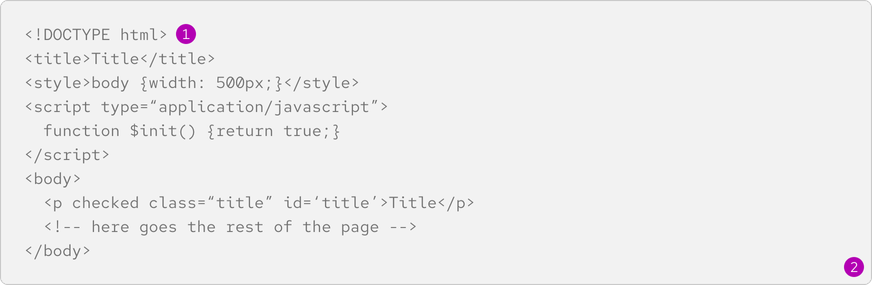 <!DOCTYPE html> 1
<title>Title</title>
<style>body {width: 500px;}</style>
<script type=“application/javascript”>
function $init() {return true;}
</script>
<body>
<p checked class=“title” id=‘title’>Title</p>
<!-- here goes the rest of the page -->
</body>
2